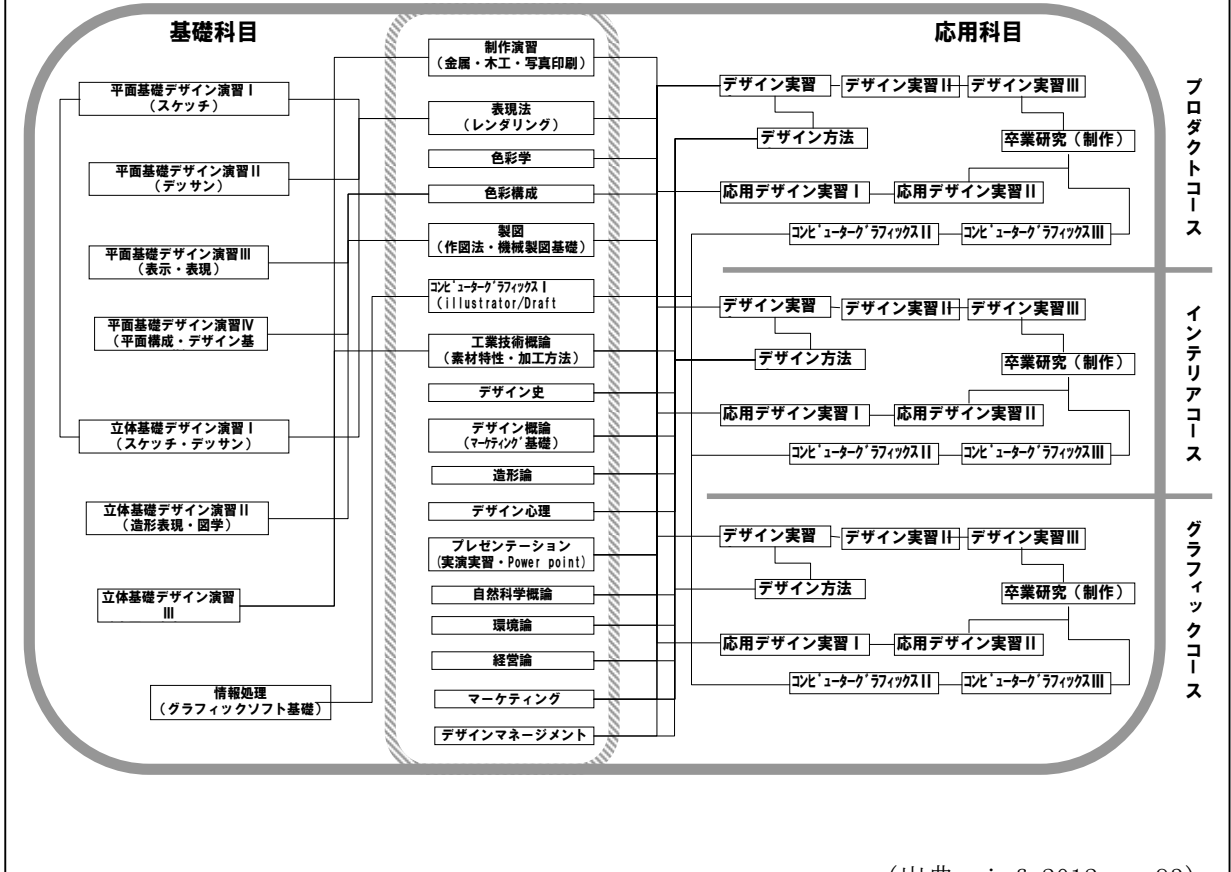 基礎科目
平面基礎デザイン演習Ⅰ
（スケッチ）
平面基礎デザイン演習Ⅱ
（デッサン）
平面基礎デザイン演習Ⅲ
（表示・表現）
平面基礎デザイン演習Ⅳ
（平面構成・デザイン基
立体基礎デザイン演習Ⅰ
（スケッチ・デッサン）
立体基礎デザイン演習Ⅱ
（造形表現・図学）
立体基礎デザイン演習
Ⅲ
情報処理
（グラフィックソフト基礎）
制作演習
（金属・木工・写真印刷）
表現法
（レンダリング）
色彩学
色彩構成
製図
（作図法・機械製図基礎）
ｺﾝﾋﾟｭｰﾀｰｸﾞﾗﾌｨｯｸｽⅠ
（illustrator/Draft
工業技術概論
（素材特性・加工方法）
デザイン史
デザイン概論
（ﾏｰｹﾃｨﾝｸﾞ基礎）
造形論
デザイン心理
プレゼンテーション
（実演実習・Power point）
自然科学概論
環境論
経営論
マーケティング
デザインマネージメント
応用科目
デザイン実習
デザイン実習Ⅱ
デザイン実習Ⅲ
デザイン方法
卒業研究（制作）
応用デザイン実習Ⅰ
応用デザイン実習Ⅱ
ｺﾝﾋﾟｭｰﾀｰｸﾞﾗﾌｨｯｸｽⅡ
ｺﾝﾋﾟｭｰﾀｰｸﾞﾗﾌｨｯｸｽⅢ
プロダクトコース
デザイン実習
デザイン実習Ⅱ
デザイン実習Ⅲ
デザイン方法
卒業研究（制作）
応用デザイン実習Ⅰ
応用デザイン実習Ⅱ
ｺﾝﾋﾟｭｰﾀｰｸﾞﾗﾌｨｯｸｽⅡ
ｺﾝﾋﾟｭｰﾀｰｸﾞﾗﾌｨｯｸｽⅢ
インテリアコース
デザイン実習
デザイン実習Ⅱ
デザイン実習Ⅲ
デザイン方法
卒業研究（制作）
応用デザイン実習Ⅰ
応用デザイン実習Ⅱ
ｺﾝﾋﾟｭｰﾀｰｸﾞﾗﾌｨｯｸｽⅡ
ｺﾝﾋﾟｭｰﾀｰｸﾞﾗﾌｨｯｸｽⅢ
グラフィックコース